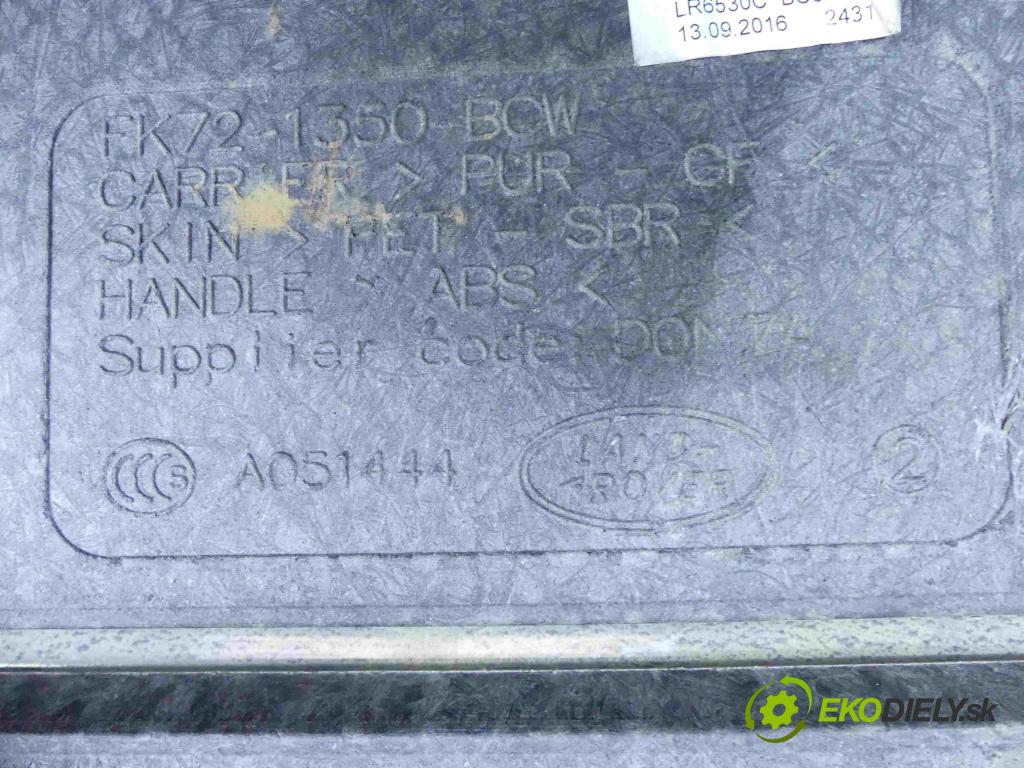 LR6530C
13.09.2016 2431
FK72-1350-BCW
CARRIER > PUR - GF <
SKIN > PET - SBR <
HANDLE > ABS <
Supplier code:
CCC S A051444 LAND-
ROVER 2
EKODIELY.sk